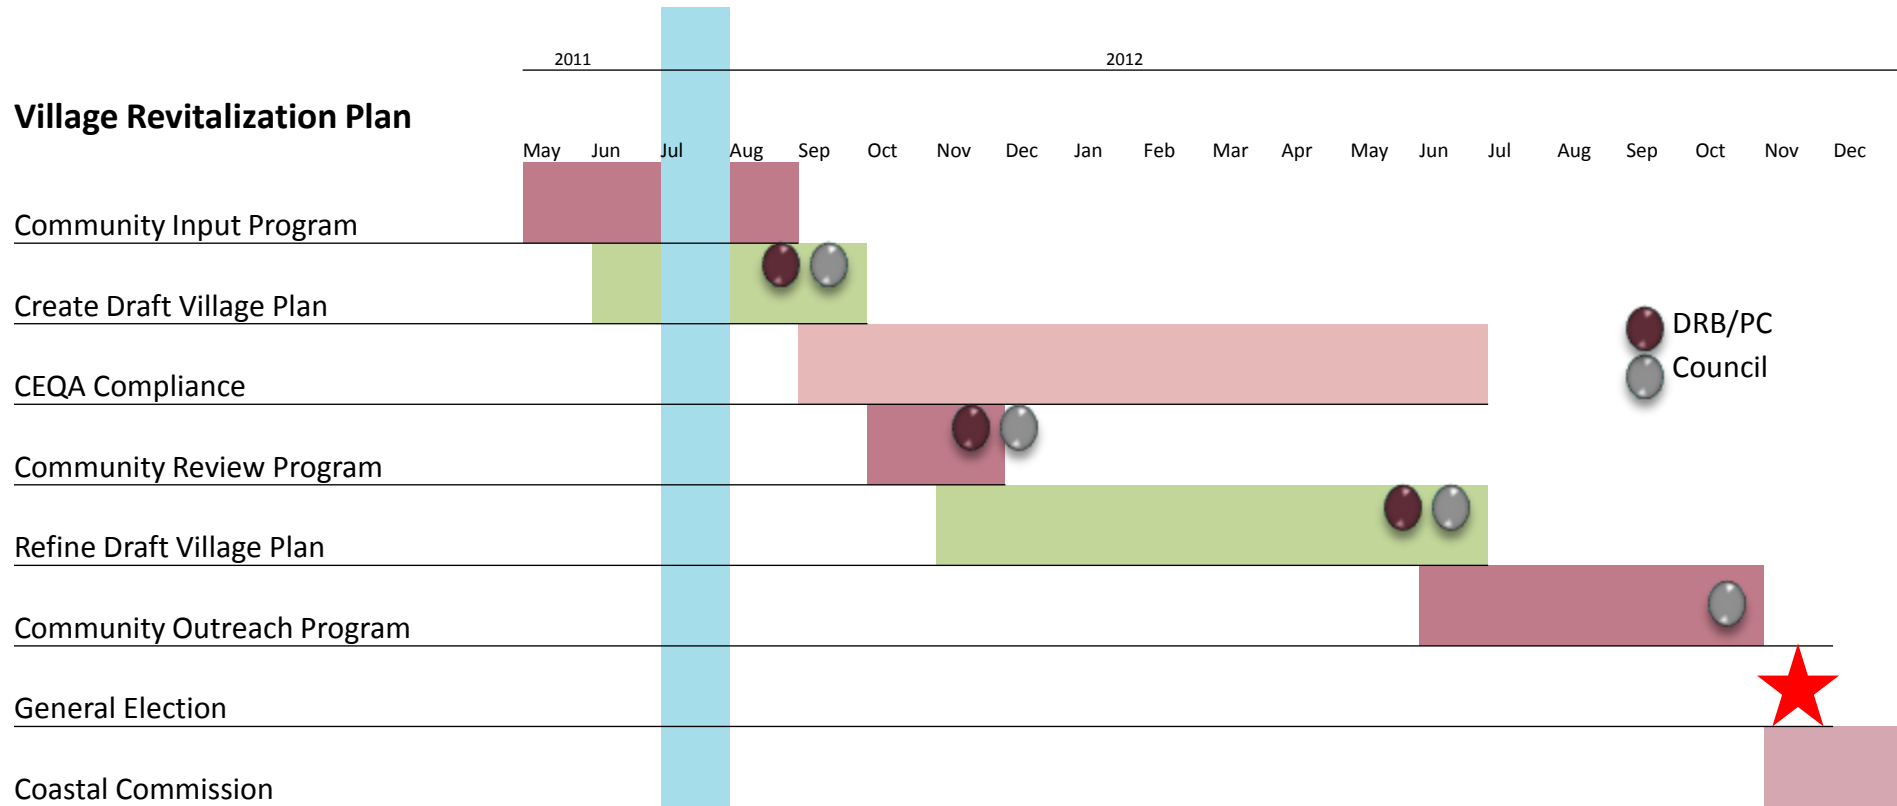 2011 2012
Village Revitalization Plan
May Jun Jul Aug Sep Oct Nov Dec Jan Feb Mar Apr May Jun Jul Aug Sep Oct Nov Dec
Community Input Program
Create Draft Village Plan
DRB/PC
Council
CEQA Compliance
Community Review Program
Refine Draft Village Plan
Community Outreach Program
General Election
Coastal Commission